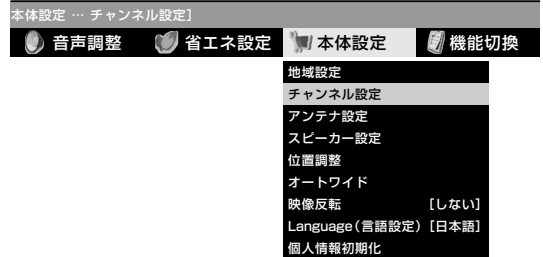 本体設定 … チャンネル設定]
音声調整 省エネ設定 本体設定 機能切換
地域設定
チャンネル設定
アンテナ設定
スピーカー設定
位置調整
オートワイド
映像反転 [しない]
Language(言語設定) [日本語]
個人情報初期化